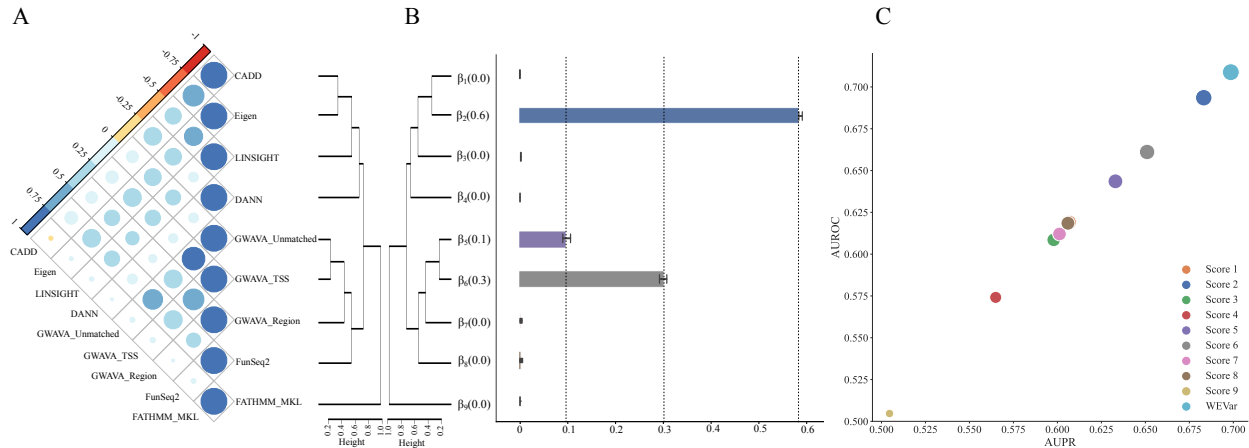 A
B
C
-1
-0.75
-0.5
-0.25
0
0.25
0.5
0.75
1
CADD
Eigen
LINSIGHT
DANN
GWAVA_Unmatched
GWAVA_TSS
GWAVA_Region
FunSeq2
FATHMM_MKL
CADD
Eigen
LINSIGHT
DANN
GWAVA_Unmatched
GWAVA_TSS
GWAVA_Region
FunSeq2
FATHMM_MKL
0.2
0.4
0.6
0.8
1.0
Height
1.0
0.8
0.6
0.4
0.2
Height
β1(0.0)
β2(0.6)
β3(0.0)
β4(0.0)
β5(0.1)
β6(0.3)
β7(0.0)
β8(0.0)
β9(0.0)
0 0.1 0.2 0.3 0.4 0.5 0.6
AUROC
0.700
0.675
0.650
0.625
0.600
0.575
0.550
0.525
0.500
Score 1
Score 2
Score 3
Score 4
Score 5
Score 6
Score 7
Score 8
Score 9
WEVar
0.500 0.525 0.550 0.575 0.600 0.625 0.650 0.675 0.700
AUPR